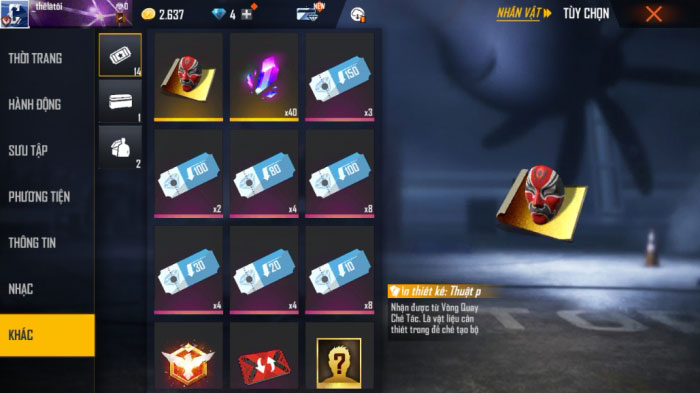 _thelatoi
0
2.637
4
NEW
NHÂN VẬT
TÙY CHỌN
THỜI TRANG
HÀNH ĐỘNG
SƯU TẬP
PHƯƠNG TIỆN
THÔNG TIN
NHẠC
KHÁC
14
1
2
x40
150
x3
100
x2
80
x4
100
x8
30
x4
20
x4
10
x8
?
n thiết kế: Thuật p
Nhận được từ Vòng Quay
Chế Tác. Là vật liệu cần
thiết trong để chế tạo bộ